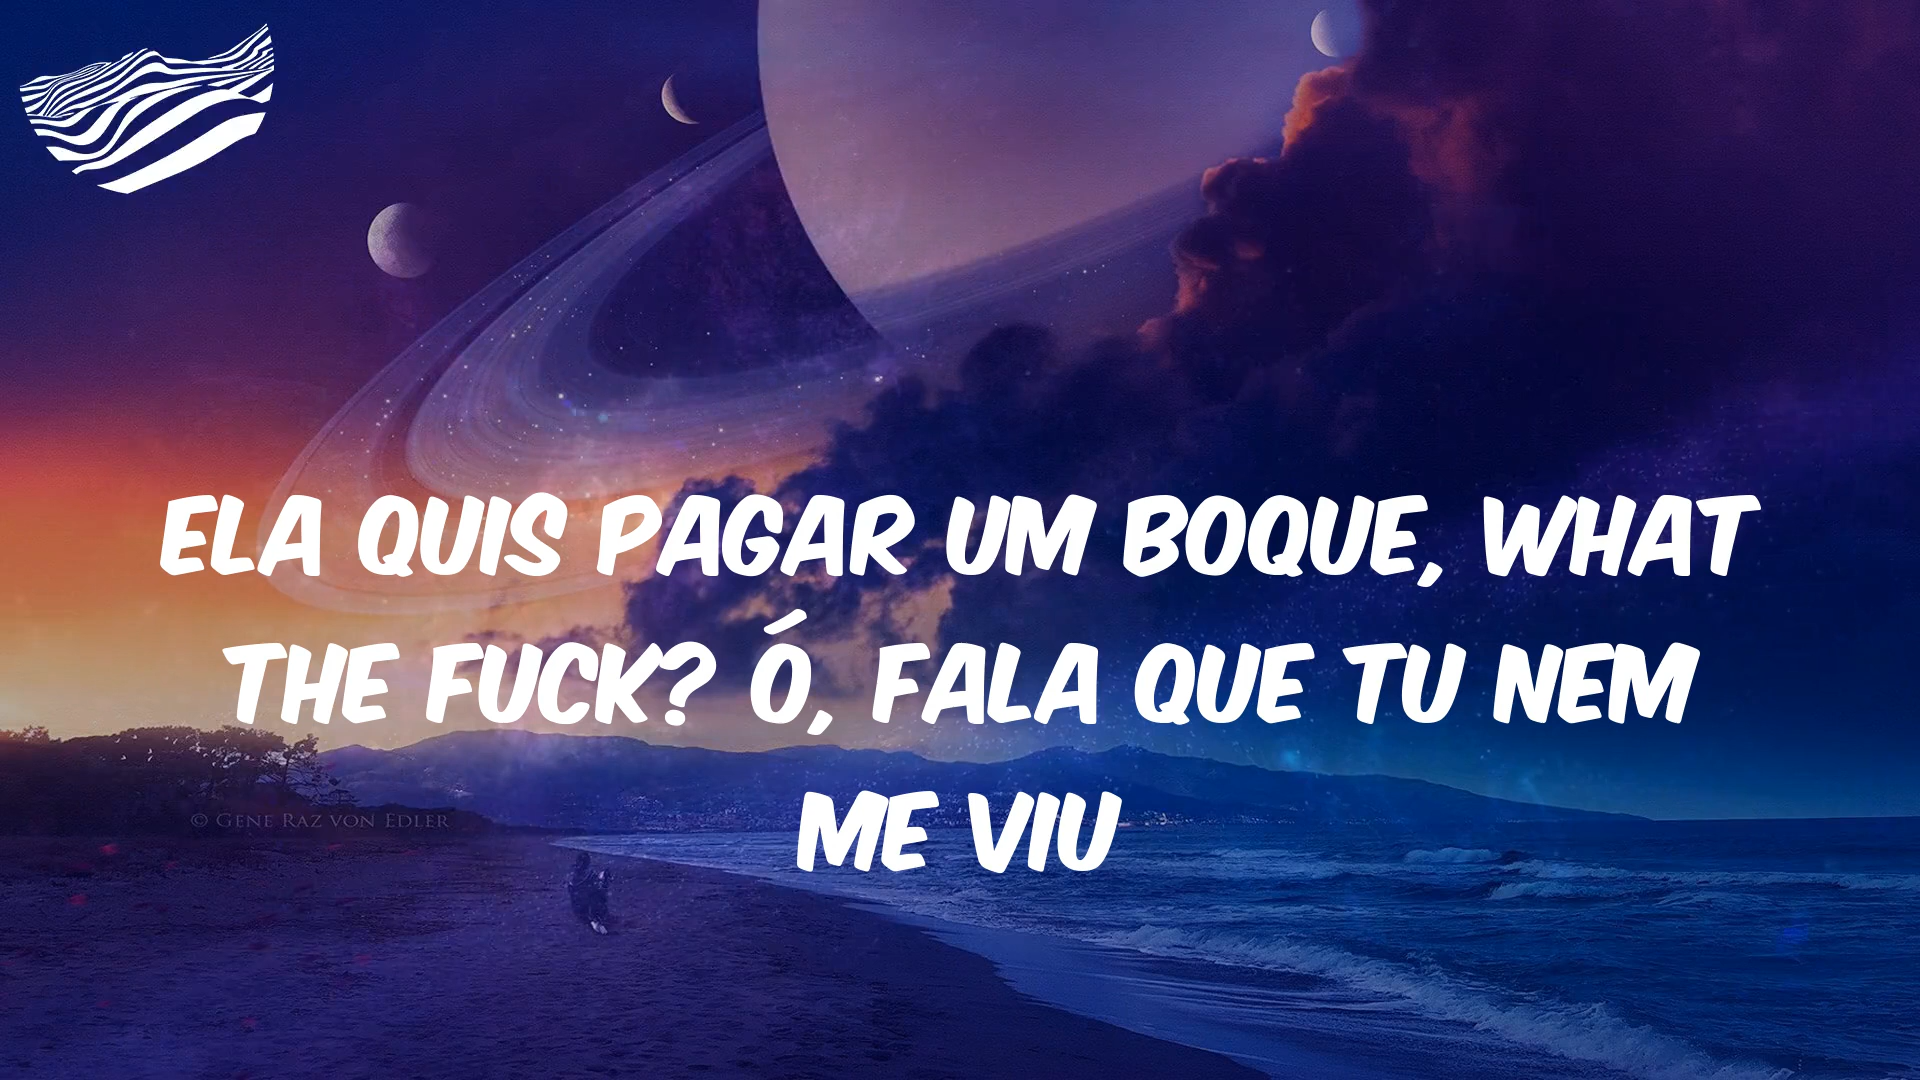 ELA QUIS PAGAR UM BOQUE, WHAT
THE FUCK? Ó, FALA QUE TU NEM
ME VIU
© GENE RAZ VON EDLER